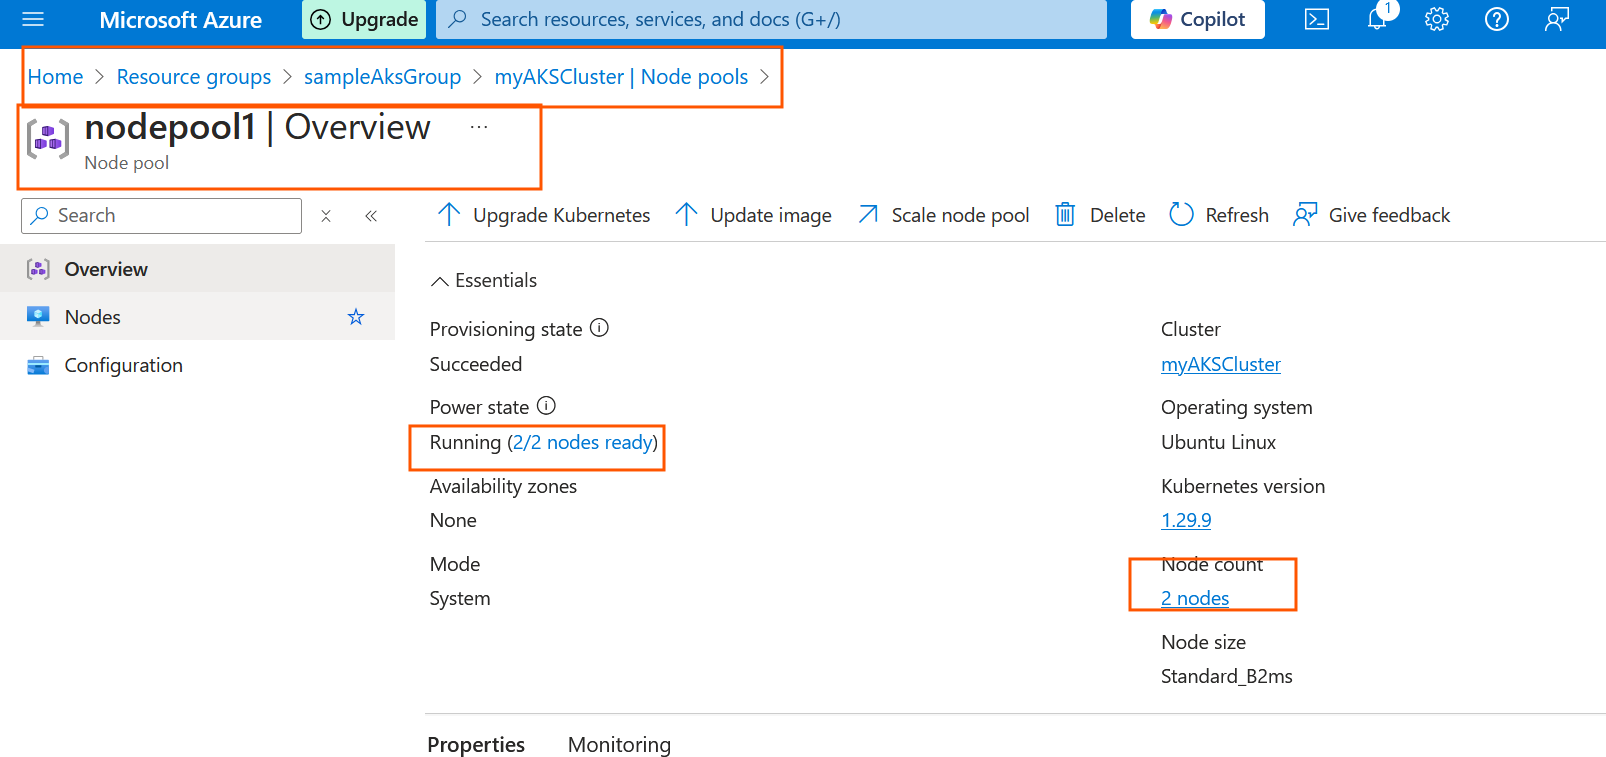 Microsoft Azure
Upgrade
Search resources, services, and docs (G+/)
Copilot
1
Home > Resource groups > sampleAksGroup > myAKSCluster | Node pools >
nodepool1 | Overview ...
Node pool
Search
Upgrade Kubernetes
Update image
Scale node pool
Delete
Refresh
Give feedback
Overview
Nodes
Configuration
Essentials
Provisioning state
Succeeded
Power state
Running (2/2 nodes ready)
Availability zones
None
Mode
System
Cluster
myAKSCluster
Operating system
Ubuntu Linux
Kubernetes version
1.29.9
Node count
2 nodes
Node size
Standard_B2ms
Properties
Monitoring